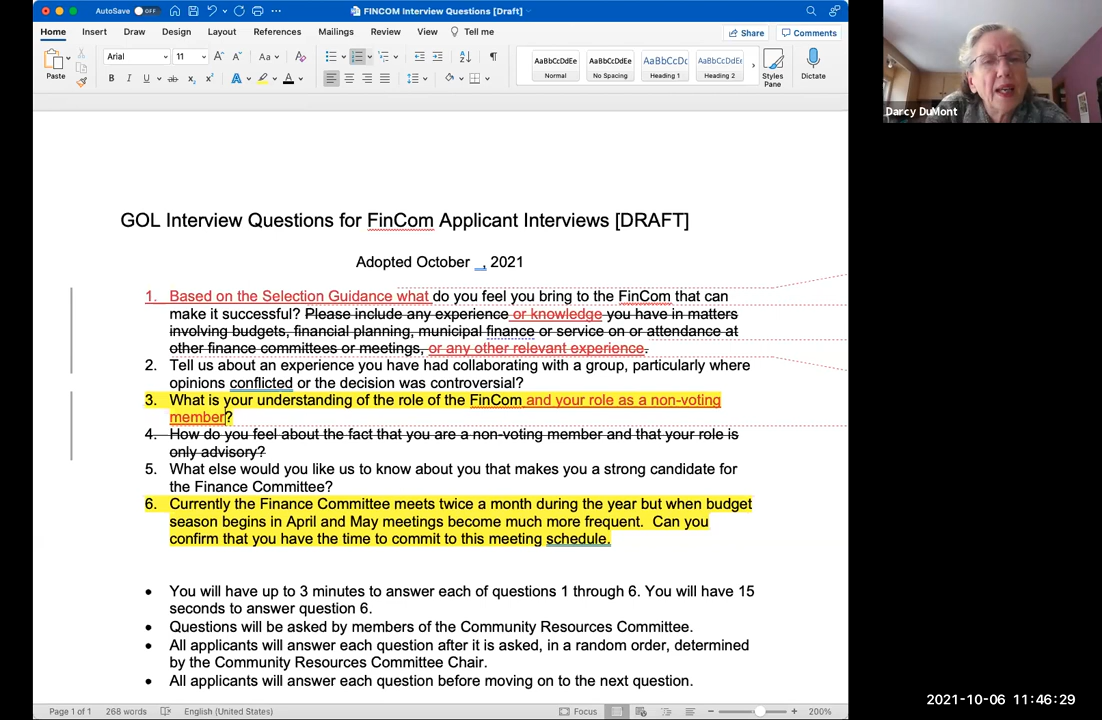 AutoSave OFF FINCOM Interview Questions [Draft]
Home Insert Draw Design Layout References Mailings Review View Tell me Share Comments
Arial 11 Aa AaBbCcDdEe AaBbCcDdEe AaBbCcDc AaBbCcDdEe
Paste B I U ab x A A Normal No Spacing Heading 1 Heading 2 Styles Pane Dictate
Darcy DuMont
GOL Interview Questions for FinCom Applicant Interviews [DRAFT]
Adopted October _, 2021
1. Based on the Selection Guidance what do you feel you bring to the FinCom that can
make it successful? Please include any experience or knowledge you have in matters
involving budgets, financial planning, municipal finance or service on or attendance at
other finance committees or meetings, or any other relevant experience.
2. Tell us about an experience you have had collaborating with a group, particularly where
opinions conflicted or the decision was controversial?
3. What is your understanding of the role of the FinCom and your role as a non-voting
member?
4. How do you feel about the fact that you are a non-voting member and that your role is
only advisory?
5. What else would you like us to know about you that makes you a strong candidate for
the Finance Committee?
6. Currently the Finance Committee meets twice a month during the year but when budget
season begins in April and May meetings become much more frequent. Can you
confirm that you have the time to commit to this meeting schedule.
• You will have up to 3 minutes to answer each of questions 1 through 6. You will have 15
seconds to answer question 6.
• Questions will be asked by members of the Community Resources Committee.
• All applicants will answer each question after it is asked, in a random order, determined
by the Community Resources Committee Chair.
• All applicants will answer each question before moving on to the next question.
Page 1 of 1 268 words English (United States) Focus 200%
2021-10-06 11:46:29